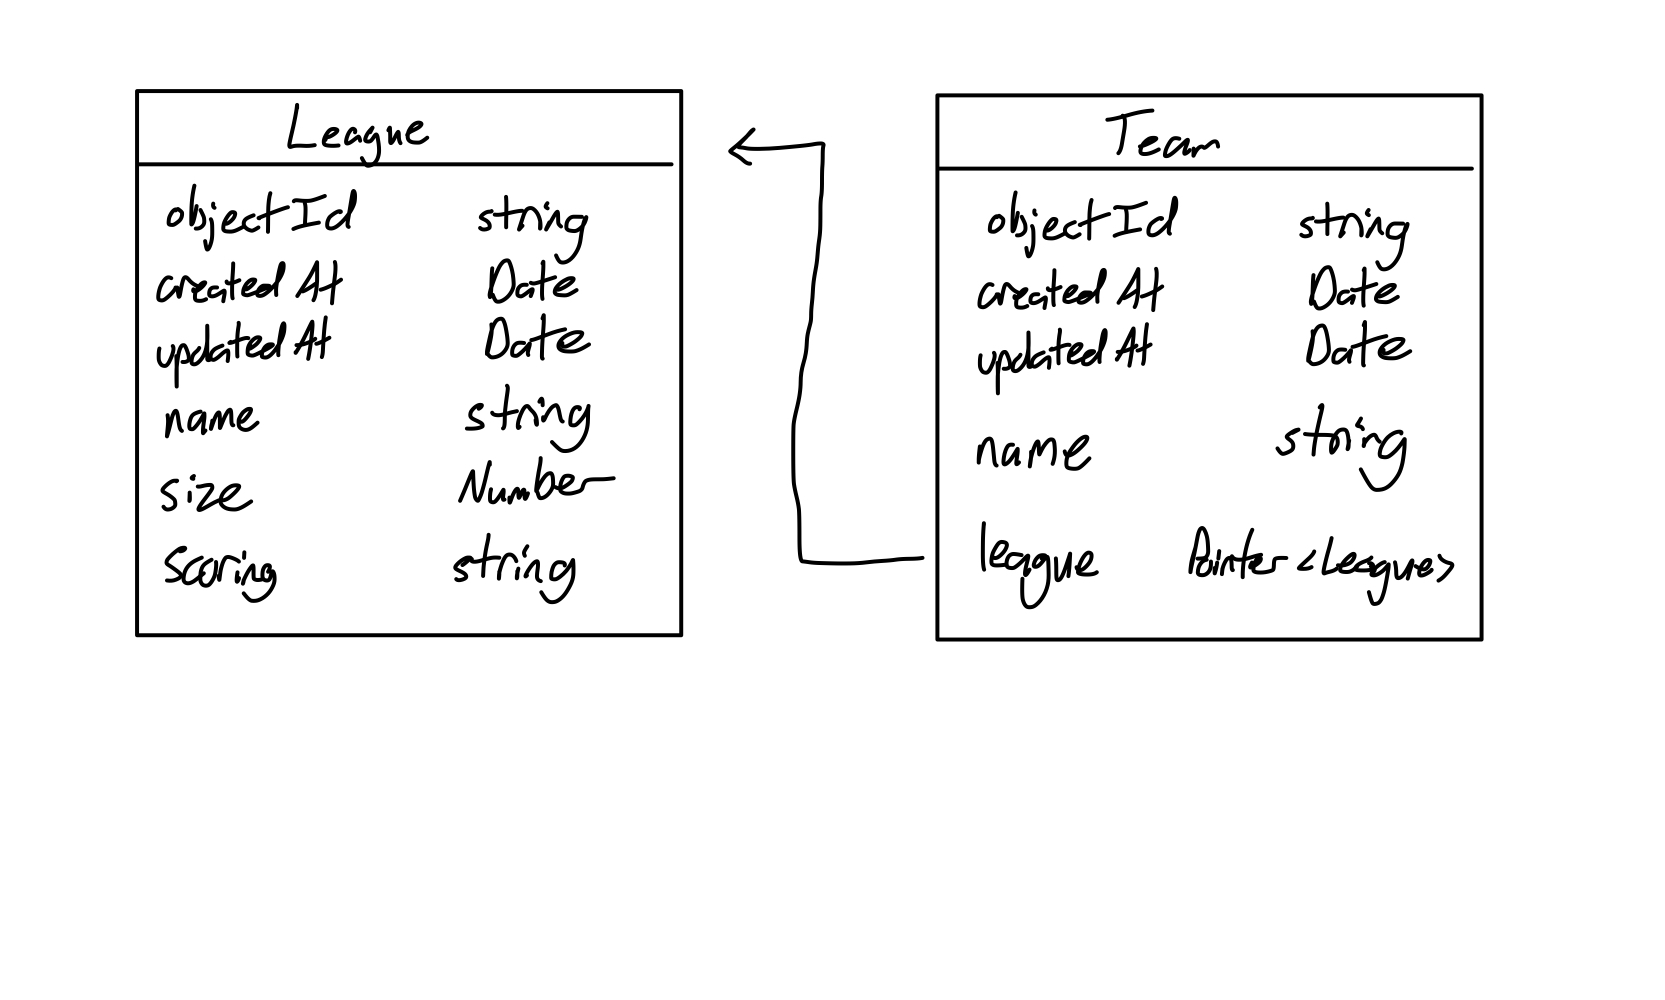 League
objectId string
createdAt Date
updatedAt Date
name string
size Number
scoring string
Team
objectId string
createdAt Date
updatedAt Date
name string
league Pointer <League>